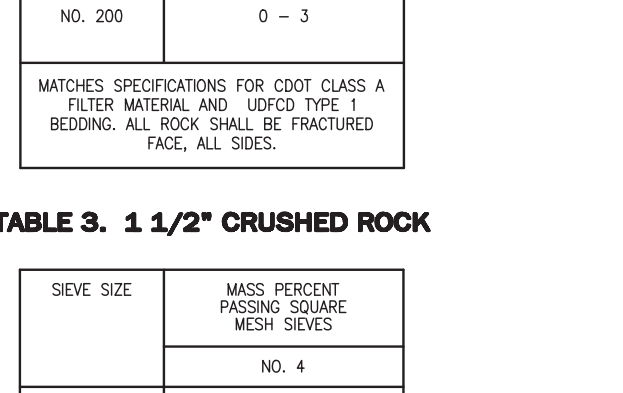 NO. 200 0 – 3
MATCHES SPECIFICATIONS FOR CDOT CLASS A
FILTER MATERIAL AND UDFCD TYPE 1
BEDDING. ALL ROCK SHALL BE FRACTURED
FACE, ALL SIDES.
TABLE 3. 1 1/2" CRUSHED ROCK
SIEVE SIZE MASS PERCENT
PASSING SQUARE
MESH SIEVES
NO. 4